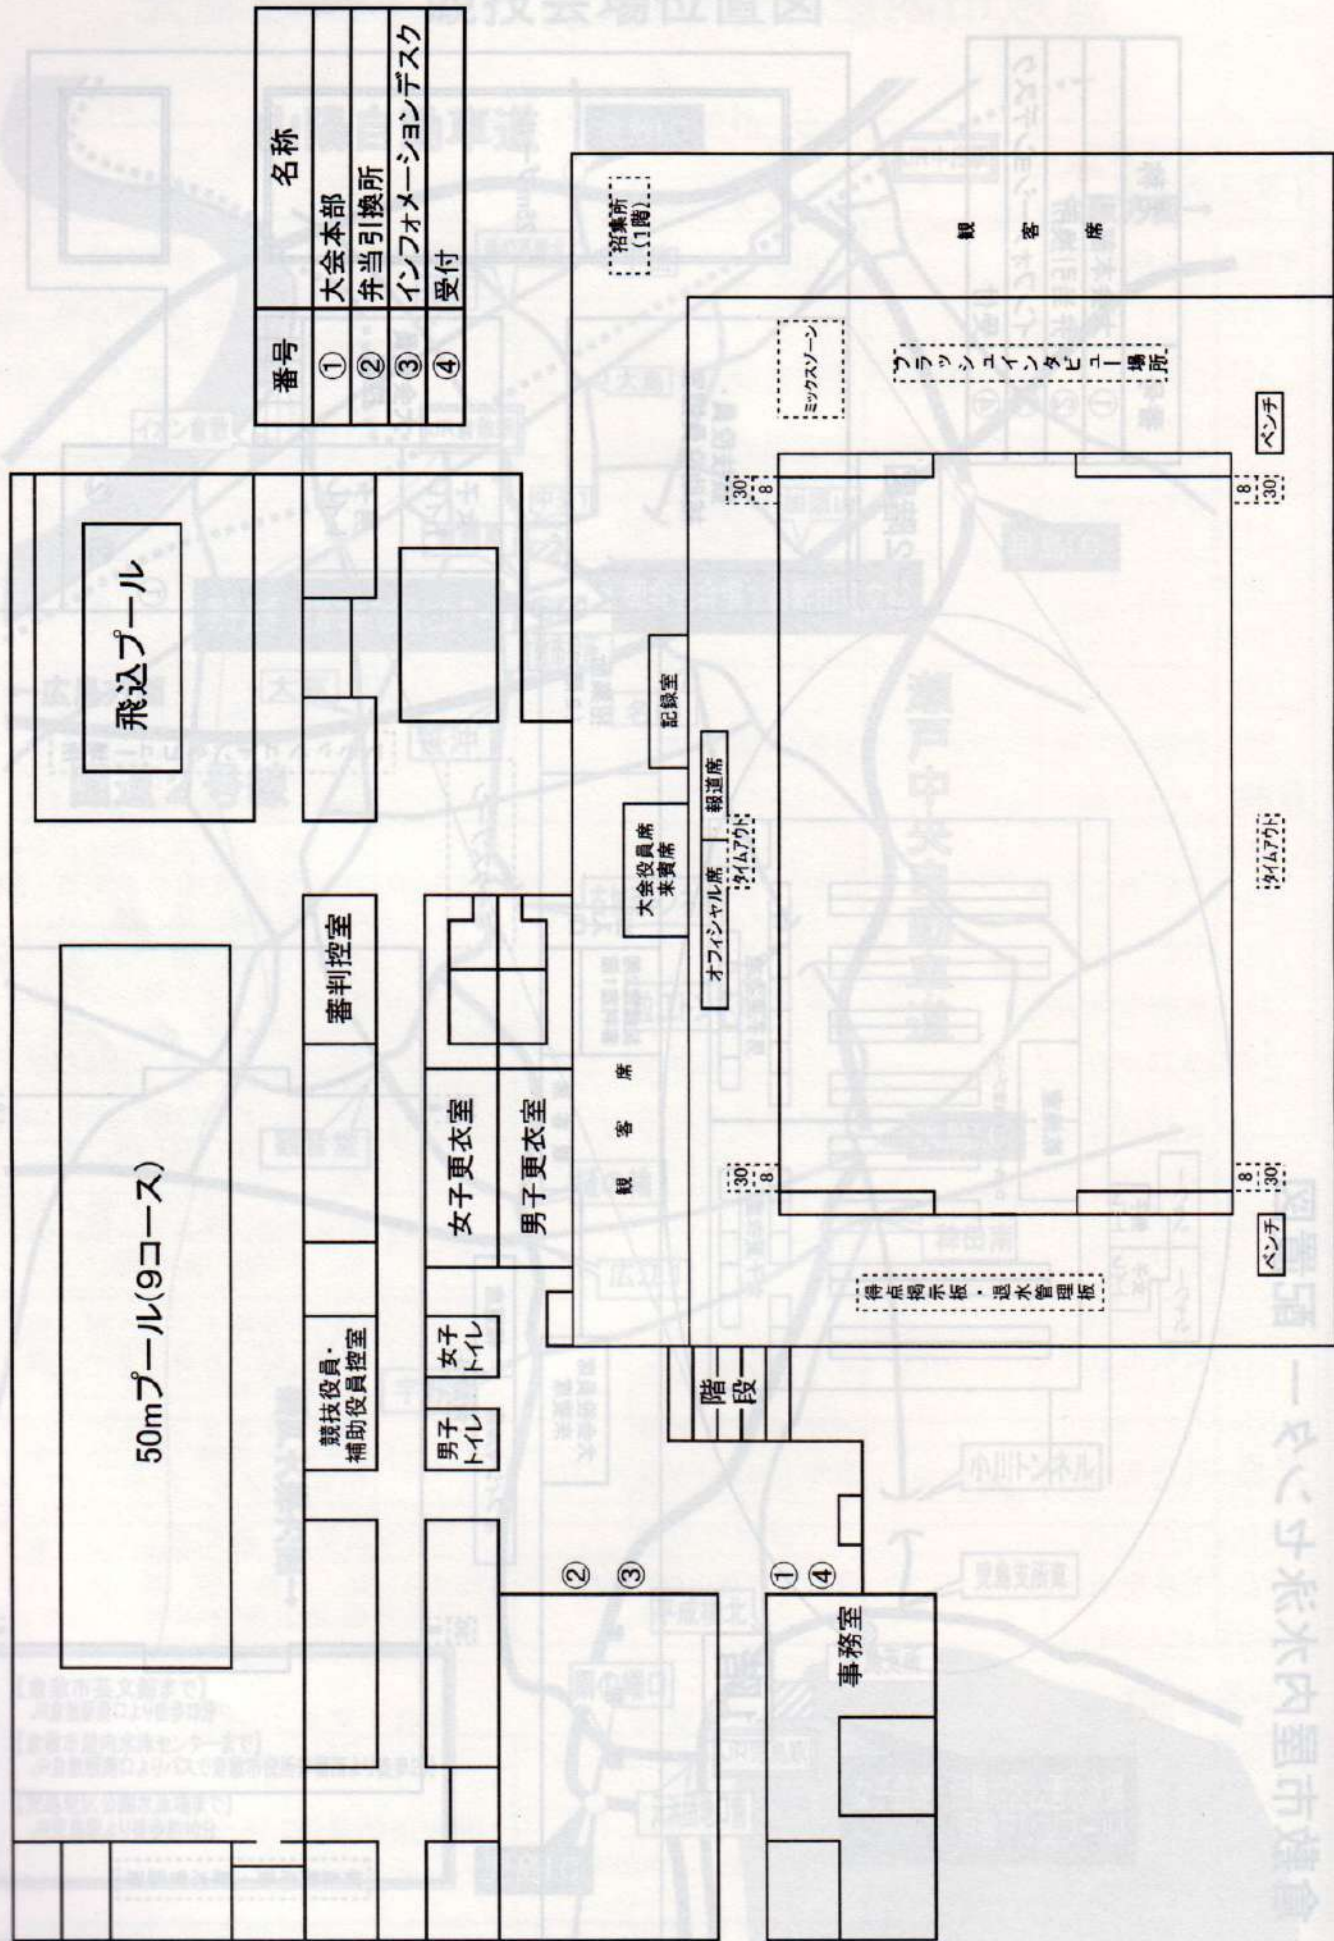 番号 名称
① 大会本部
② 弁当引換所
③ インフォメーションデスク
④ 受付
飛込プール
50mプール(9コース)
審判控室
競技役員・
補助役員控室
女子更衣室
男子更衣室
女子
トイレ
男子
トイレ
招集所
(1階)
観客席
観客席
記録室
大会役員席
来賓席
オフィシャル席
報道席
タイムアウト
タイムアウト
ミックスゾーン
フラッシュインタビュー場所
ベンチ
ベンチ
30
8
8
30
30
8
8
30
得点掲示板・退水管理板
階段
②
③
①
④
事務室